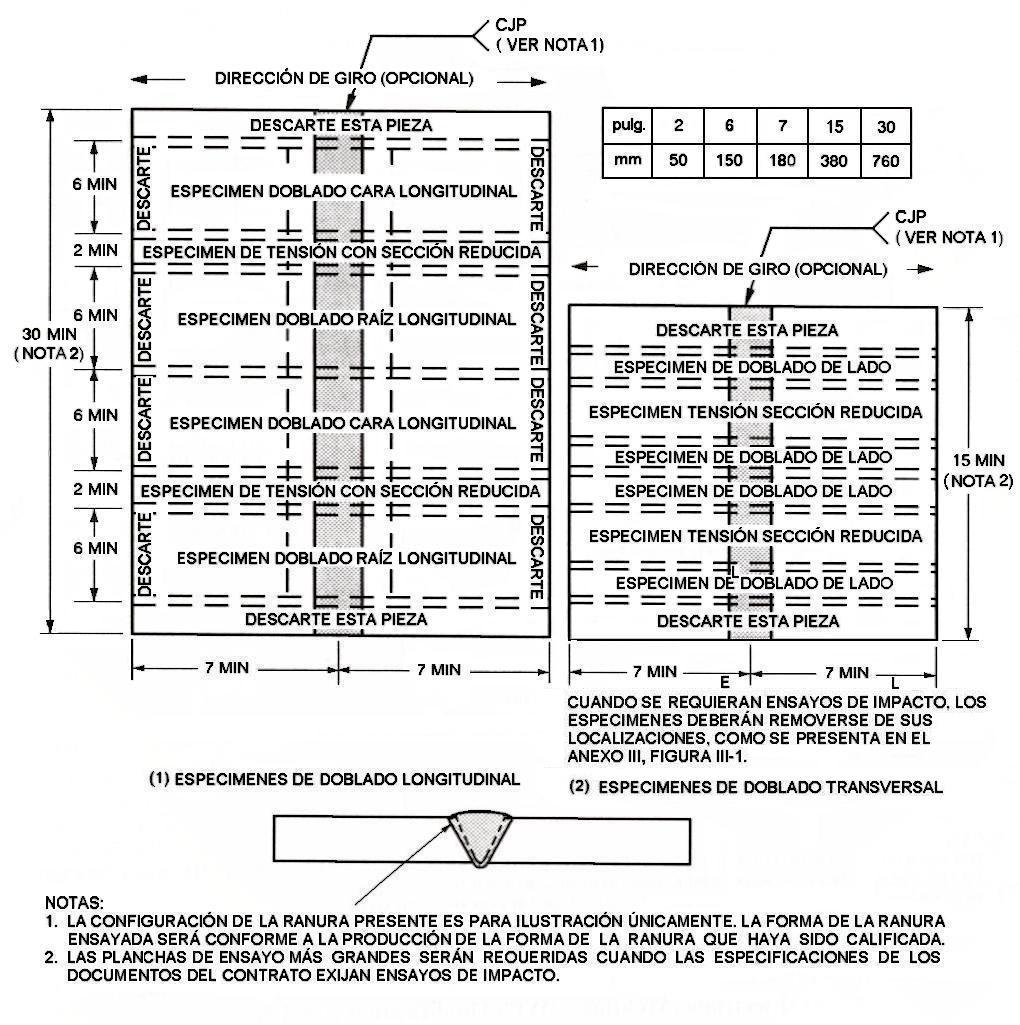 CJP
( VER NOTA 1)
DIRECCIÓN DE GIRO (OPCIONAL)
DESCARTE ESTA PIEZA
DESCARTE
6 MIN
ESPECIMEN DOBLADO CARA LONGITUDINAL
DESCARTE
2 MIN
ESPECIMEN DE TENSIÓN CON SECCIÓN REDUCIDA
DESCARTE
6 MIN
ESPECIMEN DOBLADO RAÍZ LONGITUDINAL
DESCARTE
30 MIN
( NOTA 2)
DESCARTE
6 MIN
ESPECIMEN DOBLADO CARA LONGITUDINAL
DESCARTE
2 MIN
ESPECIMEN DE TENSIÓN CON SECCIÓN REDUCIDA
DESCARTE
6 MIN
ESPECIMEN DOBLADO RAÍZ LONGITUDINAL
DESCARTE
DESCARTE ESTA PIEZA
7 MIN 7 MIN
(1) ESPECIMENES DE DOBLADO LONGITUDINAL
pulg. 2 6 7 15 30
mm 50 150 180 380 760
CJP
( VER NOTA 1)
DIRECCIÓN DE GIRO (OPCIONAL)
DESCARTE ESTA PIEZA
ESPECIMEN DE DOBLADO DE LADO
ESPECIMEN TENSIÓN SECCIÓN REDUCIDA
ESPECIMEN DE DOBLADO DE LADO
ESPECIMEN DE DOBLADO DE LADO
ESPECIMEN TENSIÓN SECCIÓN REDUCIDA
L
ESPECIMEN DE DOBLADO DE LADO
DESCARTE ESTA PIEZA
15 MIN
(NOTA 2)
7 MIN 7 MIN
E L
CUANDO SE REQUIERAN ENSAYOS DE IMPACTO, LOS
ESPECIMENES DEBERÁN REMOVERSE DE SUS
LOCALIZACIONES, COMO SE PRESENTA EN EL
ANEXO III, FIGURA III-1.
(2) ESPECIMENES DE DOBLADO TRANSVERSAL
NOTAS:
1. LA CONFIGURACIÓN DE LA RANURA PRESENTE ES PARA ILUSTRACIÓN ÚNICAMENTE. LA FORMA DE LA RANURA
ENSAYADA SERÁ CONFORME A LA PRODUCCIÓN DE LA FORMA DE LA RANURA QUE HAYA SIDO CALIFICADA.
2. LAS PLANCHAS DE ENSAYO MÁS GRANDES SERÁN REOUERIDAS CUANDO LAS ESPECIFICACIONES DE LOS
DOCUMENTOS DEL CONTRATO EXIJAN ENSAYOS DE IMPACTO.